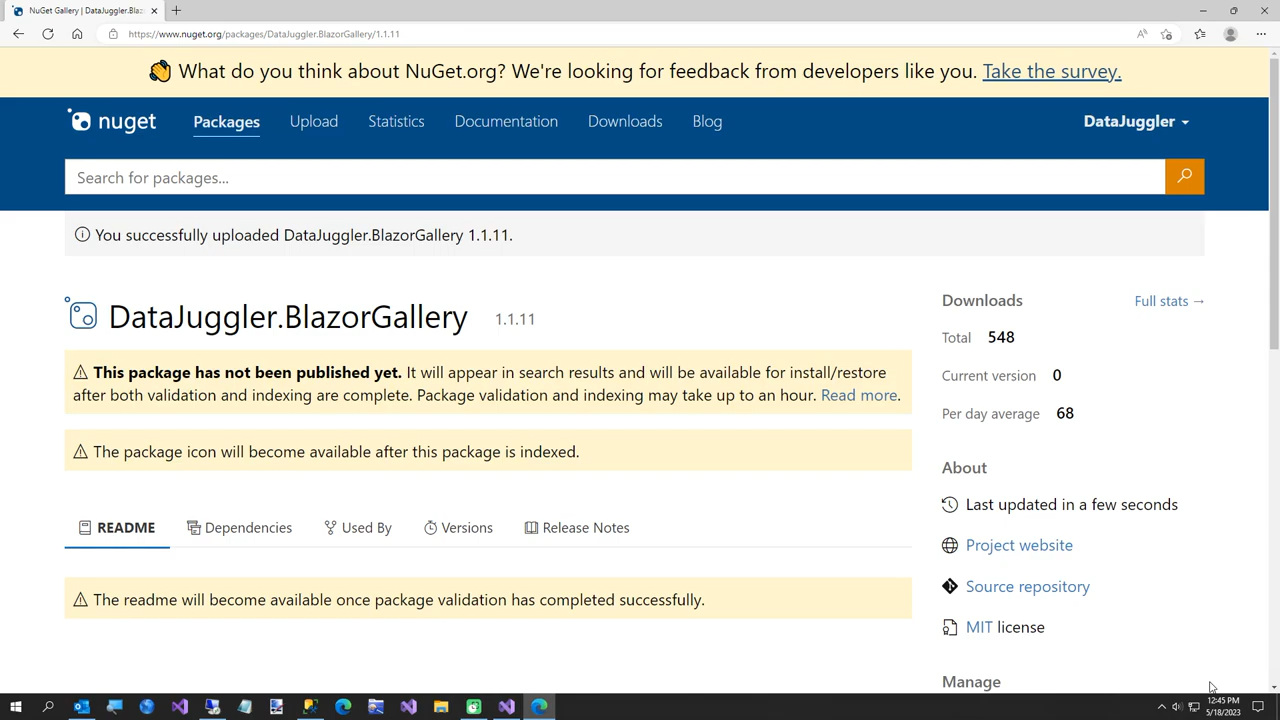 NuGet Gallery | DataJuggler.Blaz
https://www.nuget.org/packages/DataJuggler.BlazorGallery/1.1.11
What do you think about NuGet.org? We're looking for feedback from developers like you. Take the survey.
nuget
Packages
Upload
Statistics
Documentation
Downloads
Blog
DataJuggler
Search for packages...
You successfully uploaded DataJuggler.BlazorGallery 1.1.11.
DataJuggler.BlazorGallery 1.1.11
This package has not been published yet. It will appear in search results and will be available for install/restore
after both validation and indexing are complete. Package validation and indexing may take up to an hour. Read more.
The package icon will become available after this package is indexed.
README
Dependencies
Used By
Versions
Release Notes
The readme will become available once package validation has completed successfully.
Downloads
Full stats →
Total 548
Current version 0
Per day average 68
About
Last updated in a few seconds
Project website
Source repository
MIT license
Manage
12:45 PM
5/18/2023